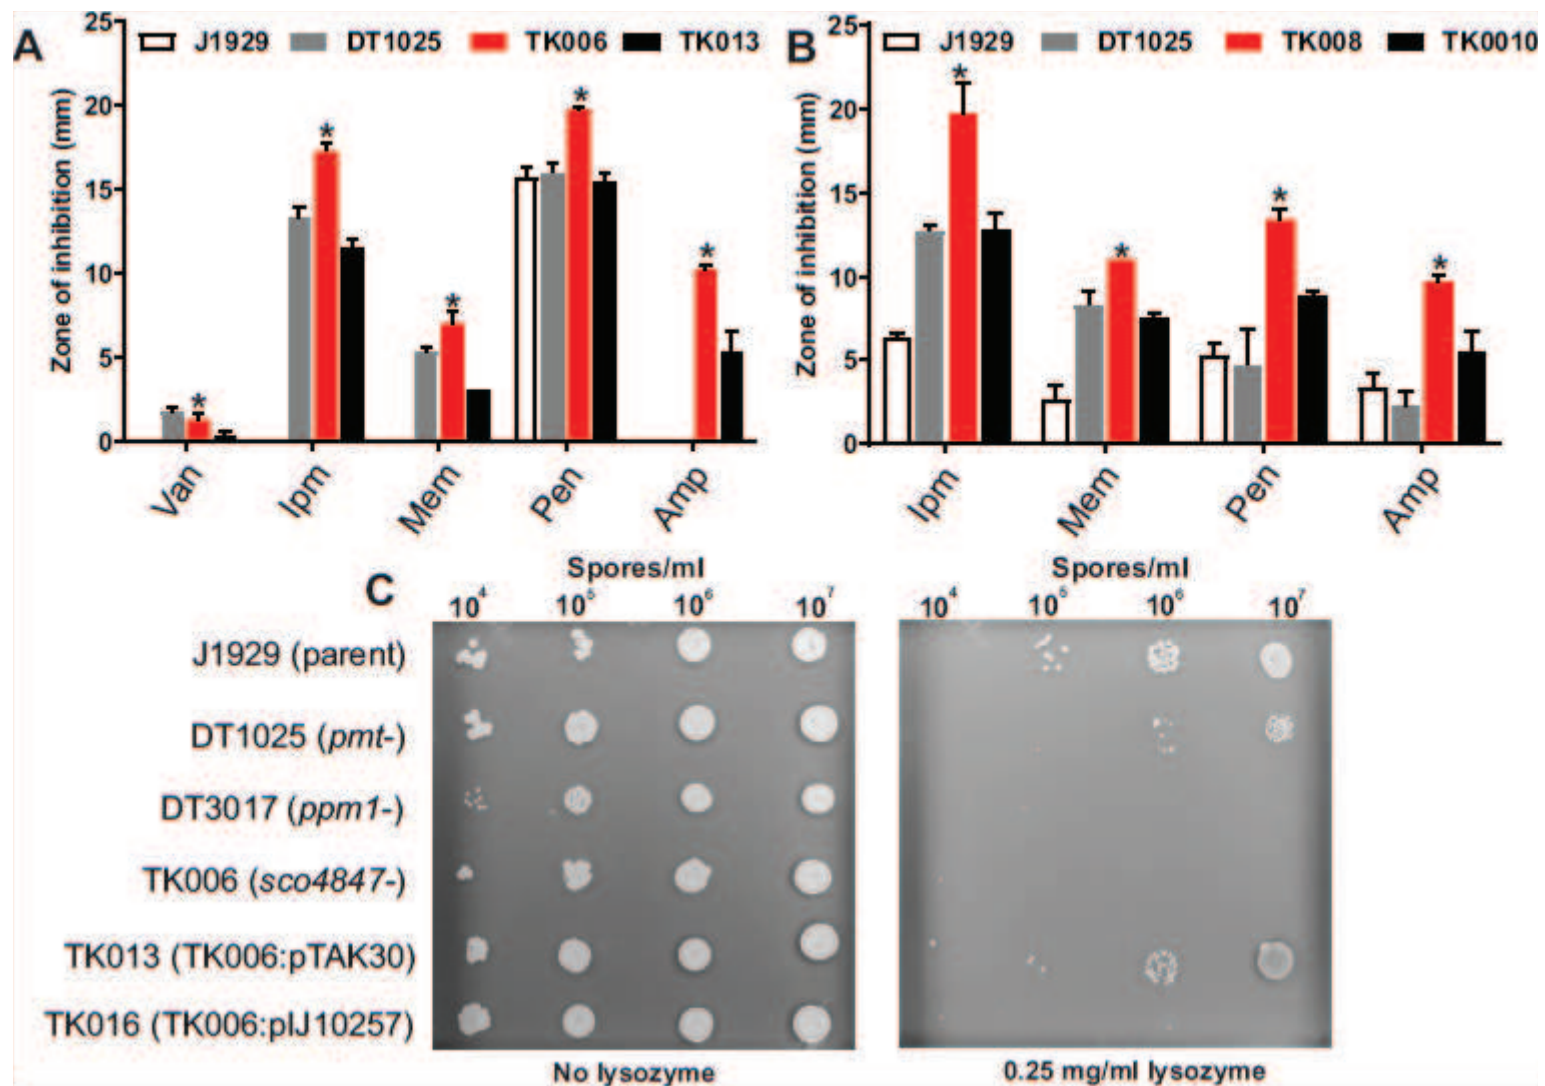 A
J1929 DT1025 TK006 TK013
Zone of inhibition (mm)
25
20
15
10
5
0
Van Ipm Mem Pen Amp
* * * * *
B
J1929 DT1025 TK008 TK0010
Zone of inhibition (mm)
25
20
15
10
5
0
Ipm Mem Pen Amp
* * * *
C
Spores/ml
10⁴ 10⁵ 10⁶ 10⁷
Spores/ml
10⁴ 10⁵ 10⁶ 10⁷
J1929 (parent)
DT1025 (pmt-)
DT3017 (ppm1-)
TK006 (sco4847-)
TK013 (TK006:pTAK30)
TK016 (TK006:pIJ10257)
No lysozyme
0.25 mg/ml lysozyme